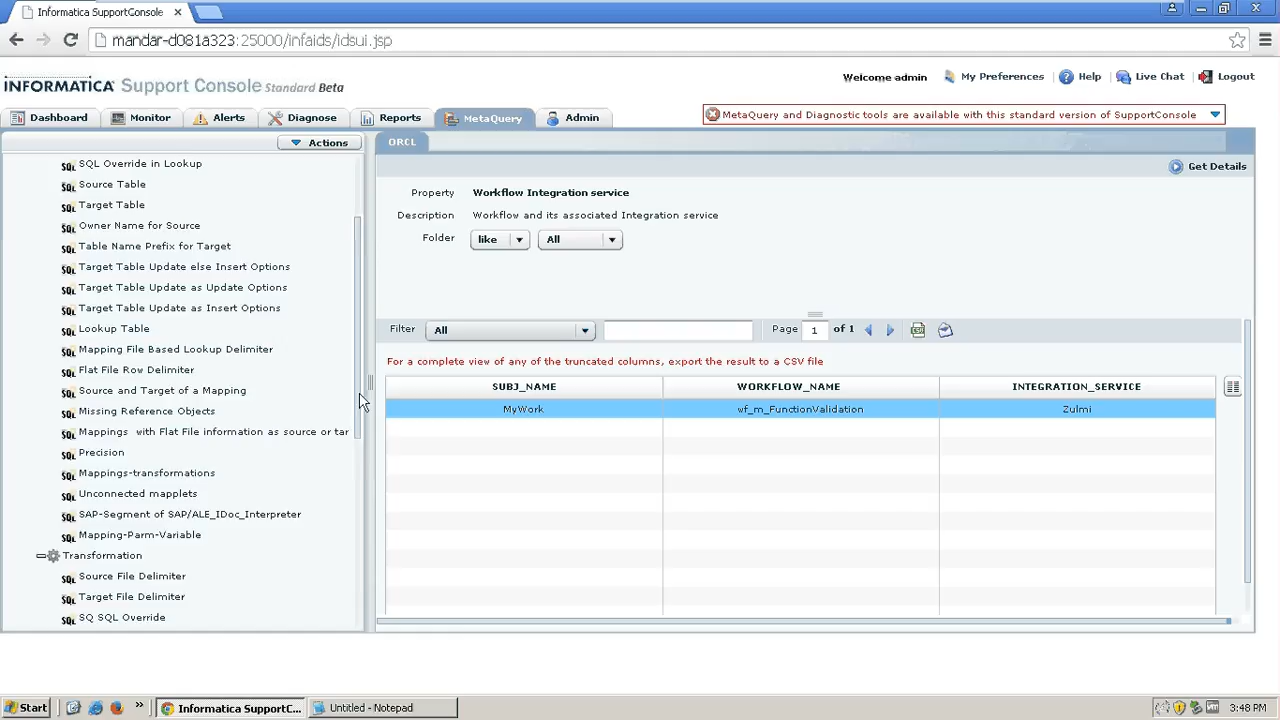 Informatica SupportConsole
mandar-d081a323:25000/infaids/idsui.jsp
INFORMATICA Support Console Standard Beta
Welcome admin
My Preferences
Help
Live Chat
Logout
Dashboard
Monitor
Alerts
Diagnose
Reports
MetaQuery
Admin
MetaQuery and Diagnostic tools are available with this standard version of SupportConsole
Actions
SQL Override in Lookup
Source Table
Target Table
Owner Name for Source
Table Name Prefix for Target
Target Table Update else Insert Options
Target Table Update as Update Options
Target Table Update as Insert Options
Lookup Table
Mapping File Based Lookup Delimiter
Flat File Row Delimiter
Source and Target of a Mapping
Missing Reference Objects
Mappings with Flat File information as source or tar
Precision
Mappings-transformations
Unconnected mapplets
SAP-Segment of SAP/ALE_IDoc_Interpreter
Mapping-Parm-Variable
Transformation
Source File Delimiter
Target File Delimiter
SQ SQL Override
ORCL
Get Details
Property Workflow Integration service
Description Workflow and its associated Integration service
Folder like All
Filter All Page 1 of 1
For a complete view of any of the truncated columns, export the result to a CSV file
SUBJ_NAME WORKFLOW_NAME INTEGRATION_SERVICE
MyWork wf_m_FunctionValidation Zulmi
Start
Informatica SupportC...
Untitled - Notepad
3:48 PM